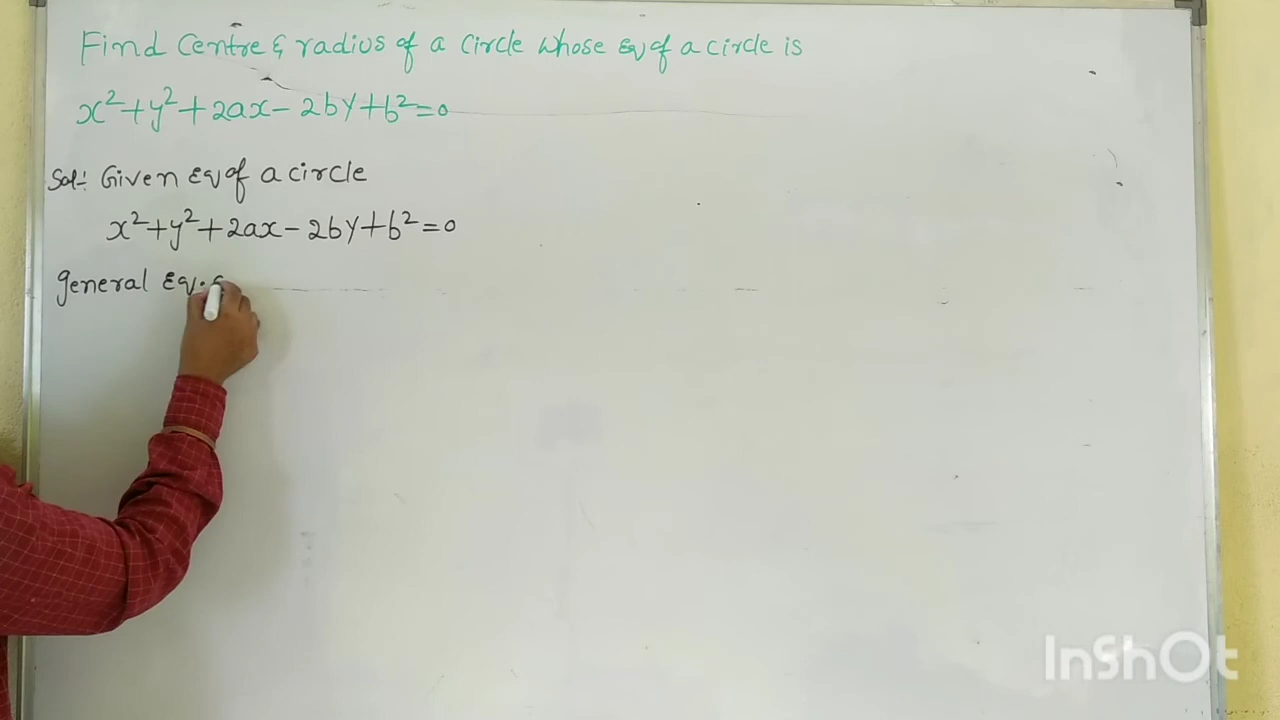 Find Centre & radius of a circle whose Eq of a circle is
x²+y²+2ax-2by+b²=0
Sol:- Given Eq of a circle
x²+y²+2ax-2by+b²=0
general Eq.
InShOt